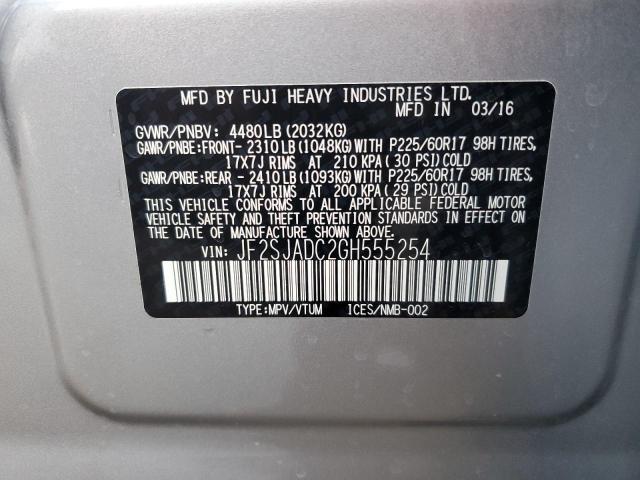 MFD BY FUJI HEAVY INDUSTRIES LTD.
MFD IN 03/16
GVWR/PNBV: 4480LB(2032KG)
GAWR/PNBE:FRONT-2310LB(1048KG)WITH P225/60R17 98H TIRES,
17X7J RIMS AT 210 KPA(30 PSI)COLD
GAWR/PNBE:REAR -2410LB(1093KG)WITH P225/60R17 98H TIRES,
17X7J RIMS AT 200 KPA(29 PSI)COLD
THIS VEHICLE CONFORMS TO ALL APPLICABLE FEDERAL MOTOR
VEHICLE SAFETY AND THEFT PREVENTION STANDARDS IN EFFECT ON
THE DATE OF MANUFACTURE SHOWN ABOVE.
VIN: JF2SJADC2GH555254
TYPE:MPV/VTUM ICES/NMB-002